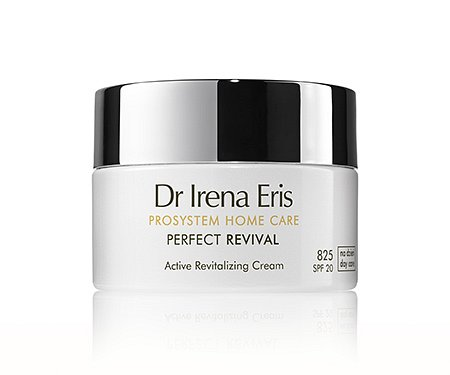 Dr Irena Eris
PROSYSTEM HOME CARE
PERFECT REVIVAL
Active Revitalizing Cream
825
SPF 20
na dzień
day care